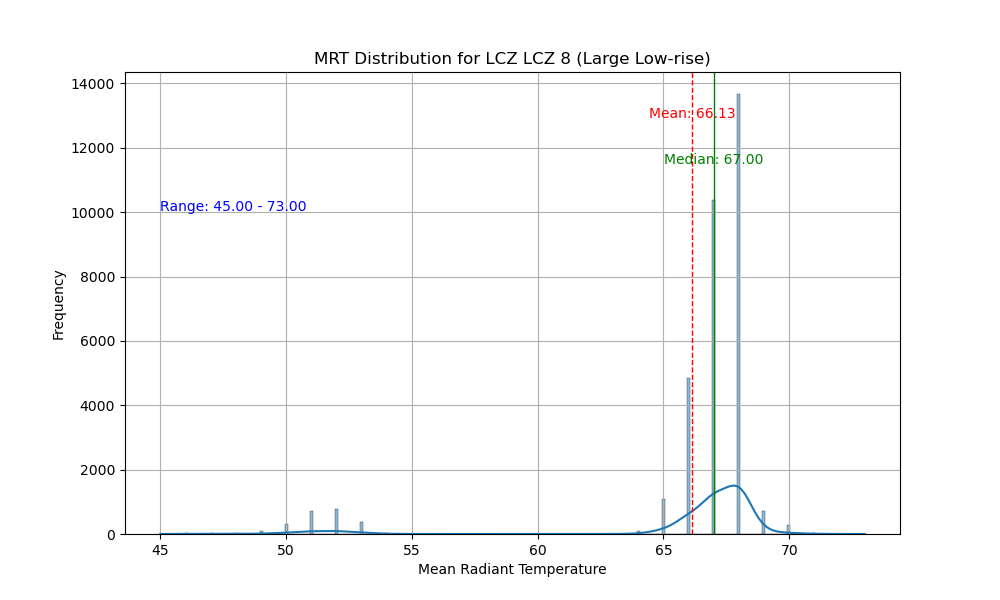 MRT Distribution for LCZ LCZ 8 (Large Low-rise)
14000
12000
10000
8000
6000
4000
2000
0
Frequency
Mean: 66.13
Median: 67.00
Range: 45.00 - 73.00
45 50 55 60 65 70
Mean Radiant Temperature